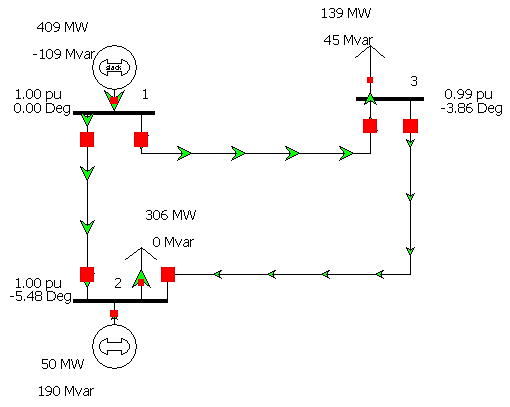 139 MW
45 Mvar
409 MW
-109 Mvar
slack
3
1.00 pu
0.00 Deg
1
0.99 pu
-3.86 Deg
306 MW
0 Mvar
1.00 pu
-5.48 Deg
2
50 MW
190 Mvar